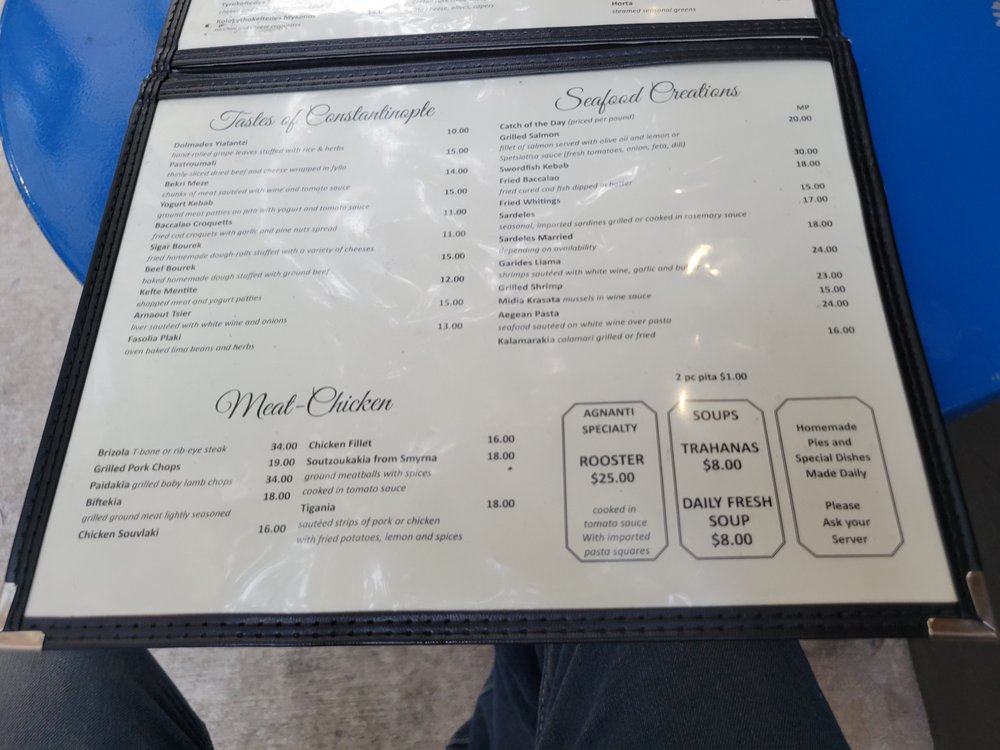 Kolokythokeftedes Mykonos
Horta
steamed seasonal greens
Tastes of Constantinople
Dolmades Yialantzi 10.00
hand-rolled grape leaves stuffed with rice & herbs
Pastroumali 15.00
thinly sliced dried beef and cheese wrapped in fyllo
Bekri Meze 14.00
chunks of meat sautéed with wine and tomato sauce
Yogurt Kebab 15.00
ground meat patties on pita with yogurt and tomato sauce
Baccalao Croquetts 11.00
fried cod croquets with garlic and pine nuts spread
Sigar Bourek 11.00
fried homemade dough rolls stuffed with a variety of cheeses
Beef Bourek 15.00
baked homemade dough stuffed with ground beef
Kefte Mentite 12.00
chopped meat and yogurt patties
Arnaout Tsier 15.00
liver sautéed with white wine and onions
Fasolia Plaki 13.00
oven baked lima beans and herbs
Seafood Creations
Catch of the Day (priced per pound) MP
Grilled Salmon 20.00
fillet of salmon served with olive oil and lemon or
Spetsiotiso sauce (fresh tomatoes, onion, feta, dill)
Swordfish Kebab 30.00
Fried Baccalao 18.00
fried cured cod fish dipped in batter
Fried Whitings 15.00
Sardeles 17.00
seasonal, imported sardines grilled or cooked in rosemary sauce
Sardeles Married 18.00
depending on availability
Garides Liama 24.00
shrimps sautéed with white wine, garlic and
Grilled Shrimp 23.00
Midia Krasata mussels in wine sauce 15.00
Aegean Pasta 24.00
seafood sautéed on white wine over pasta
Kalamarakia calamari grilled or fried 16.00
2 pc pita $1.00
Meat-Chicken
Brizola T-bone or rib-eye steak 34.00
Grilled Pork Chops 19.00
Paidakia grilled baby lamb chops 34.00
Biftekia 18.00
grilled ground meat lightly seasoned
Chicken Souvlaki 16.00
Chicken Fillet 16.00
Soutzoukakia from Smyrna 18.00
ground meatballs with spices
cooked in tomato sauce
Tigania 18.00
sautéed strips of pork or chicken
with fried potatoes, lemon and spices
AGNANTI
SPECIALTY
ROOSTER
$25.00
cooked in
tomato sauce
With imported
pasta squares
SOUPS
TRAHANAS
$8.00
DAILY FRESH
SOUP
$8.00
Homemade
Pies and
Special Dishes
Made Daily
Please
Ask your
Server